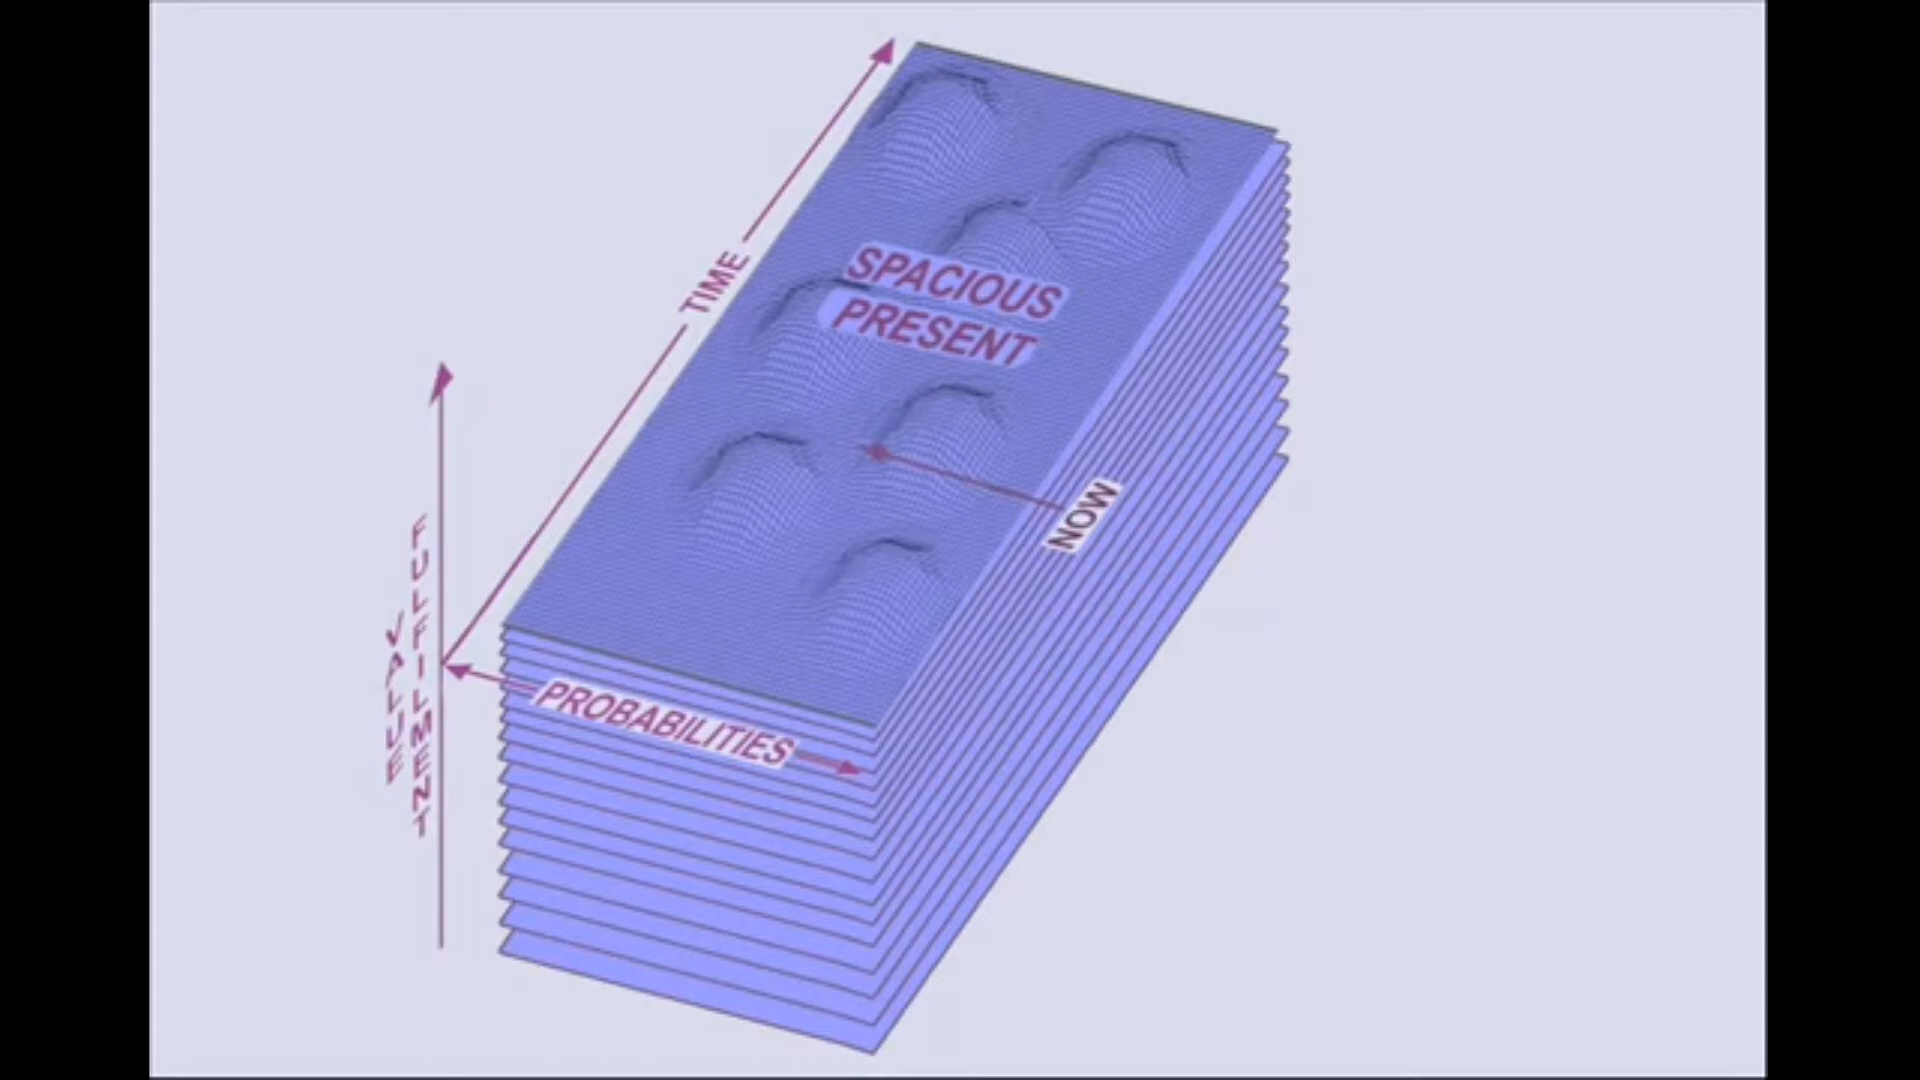 TIME
SPACIOUS
PRESENT
NOW
PROBABILITIES
VALUE
FULFILMENT